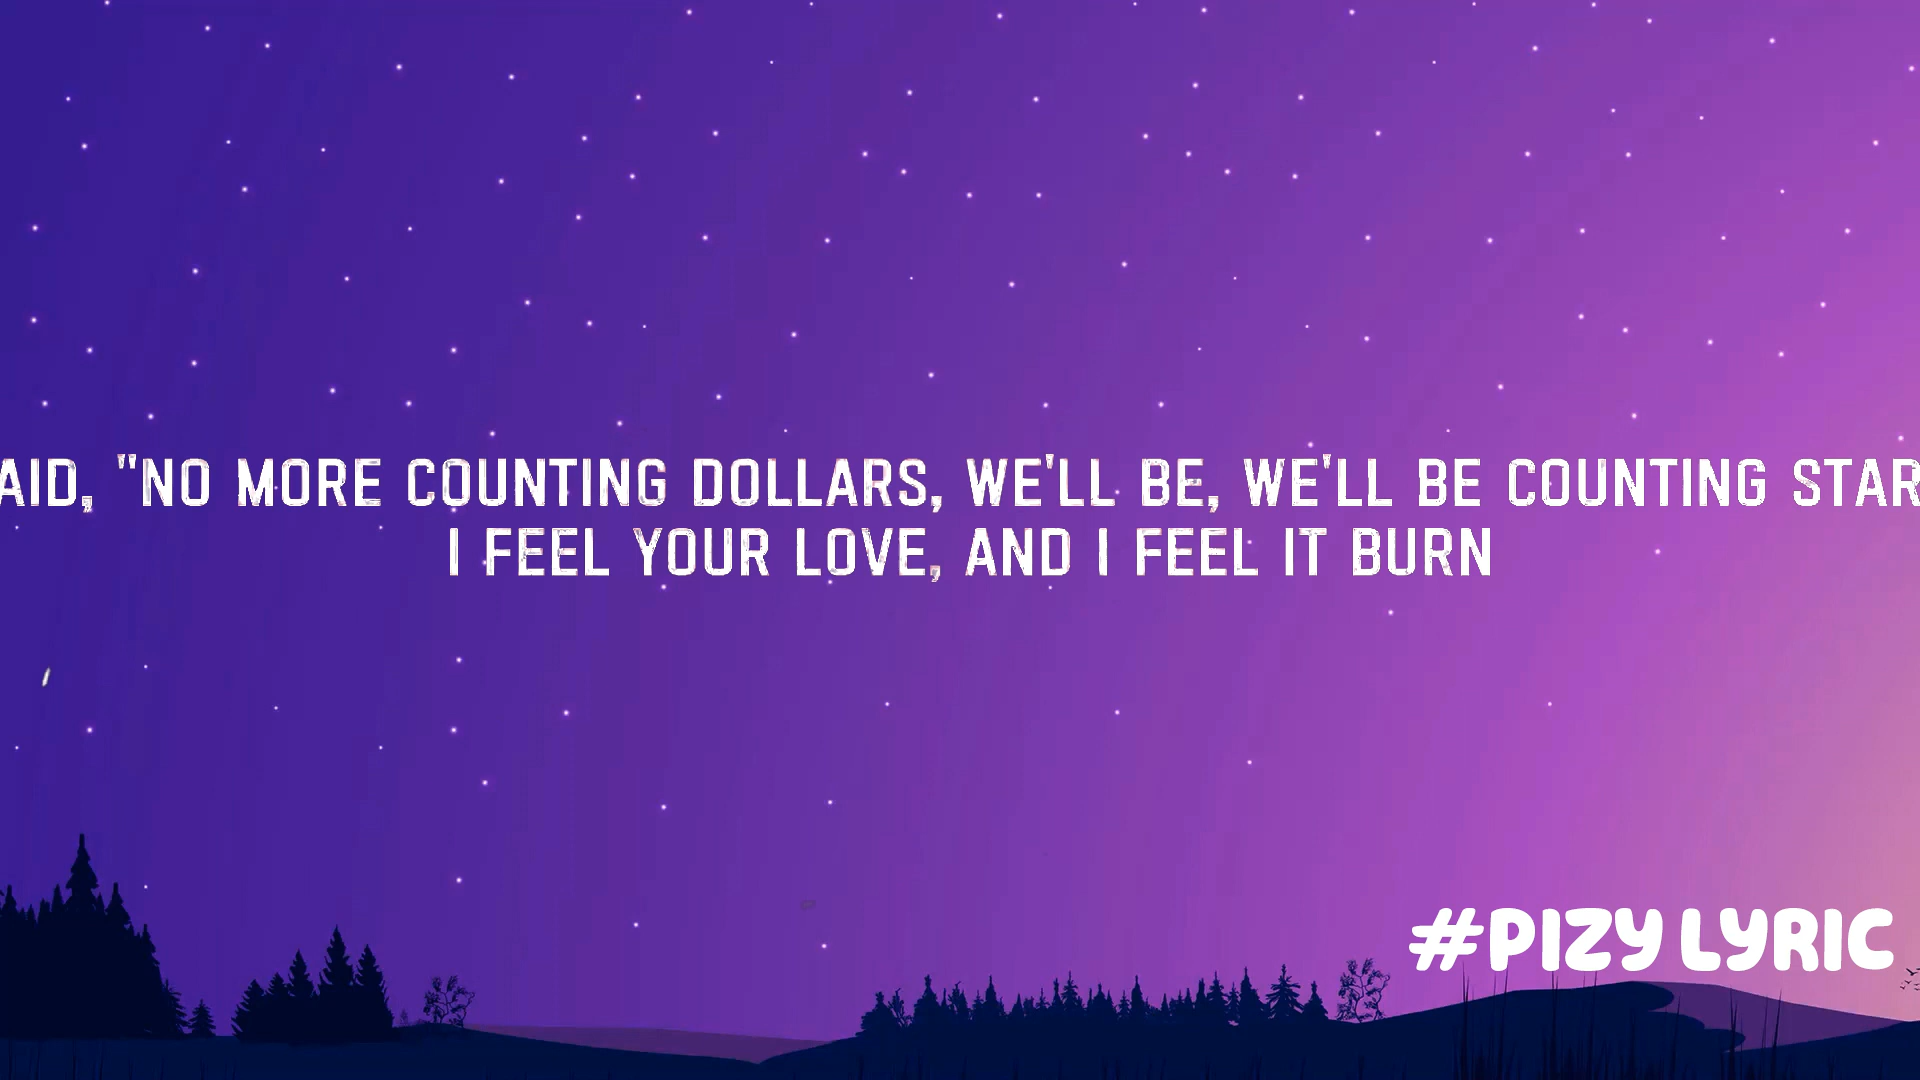 AID, "NO MORE COUNTING DOLLARS, WE'LL BE, WE'LL BE COUNTING STAR
I FEEL YOUR LOVE, AND I FEEL IT BURN
#PIZY LYRIC